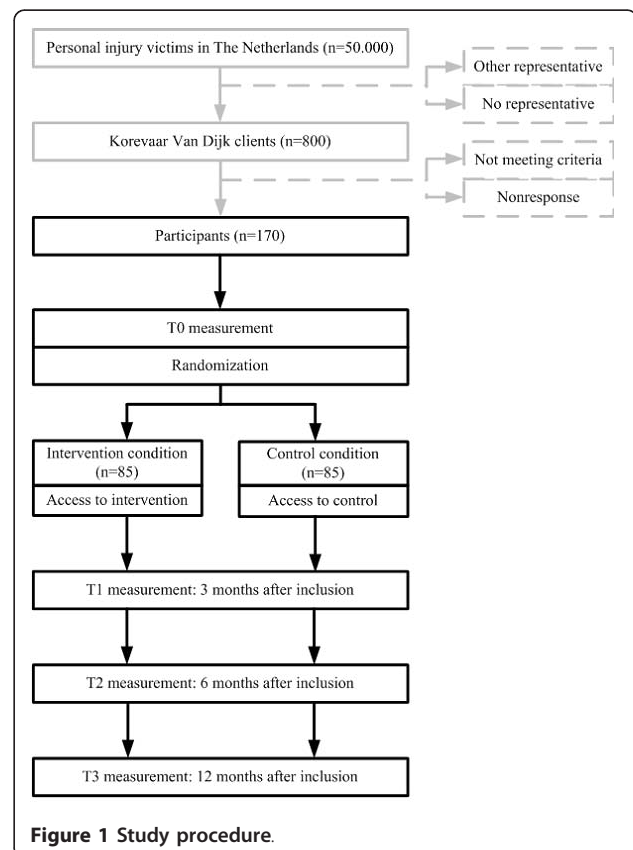 Personal injury victims in The Netherlands (n=50.000)
Other representative
No representative
Korevaar Van Dijk clients (n=800)
Not meeting criteria
Nonresponse
Participants (n=170)
T0 measurement
Randomization
Intervention condition
(n=85)
Access to intervention
Control condition
(n=85)
Access to control
T1 measurement: 3 months after inclusion
T2 measurement: 6 months after inclusion
T3 measurement: 12 months after inclusion
Figure 1 Study procedure.